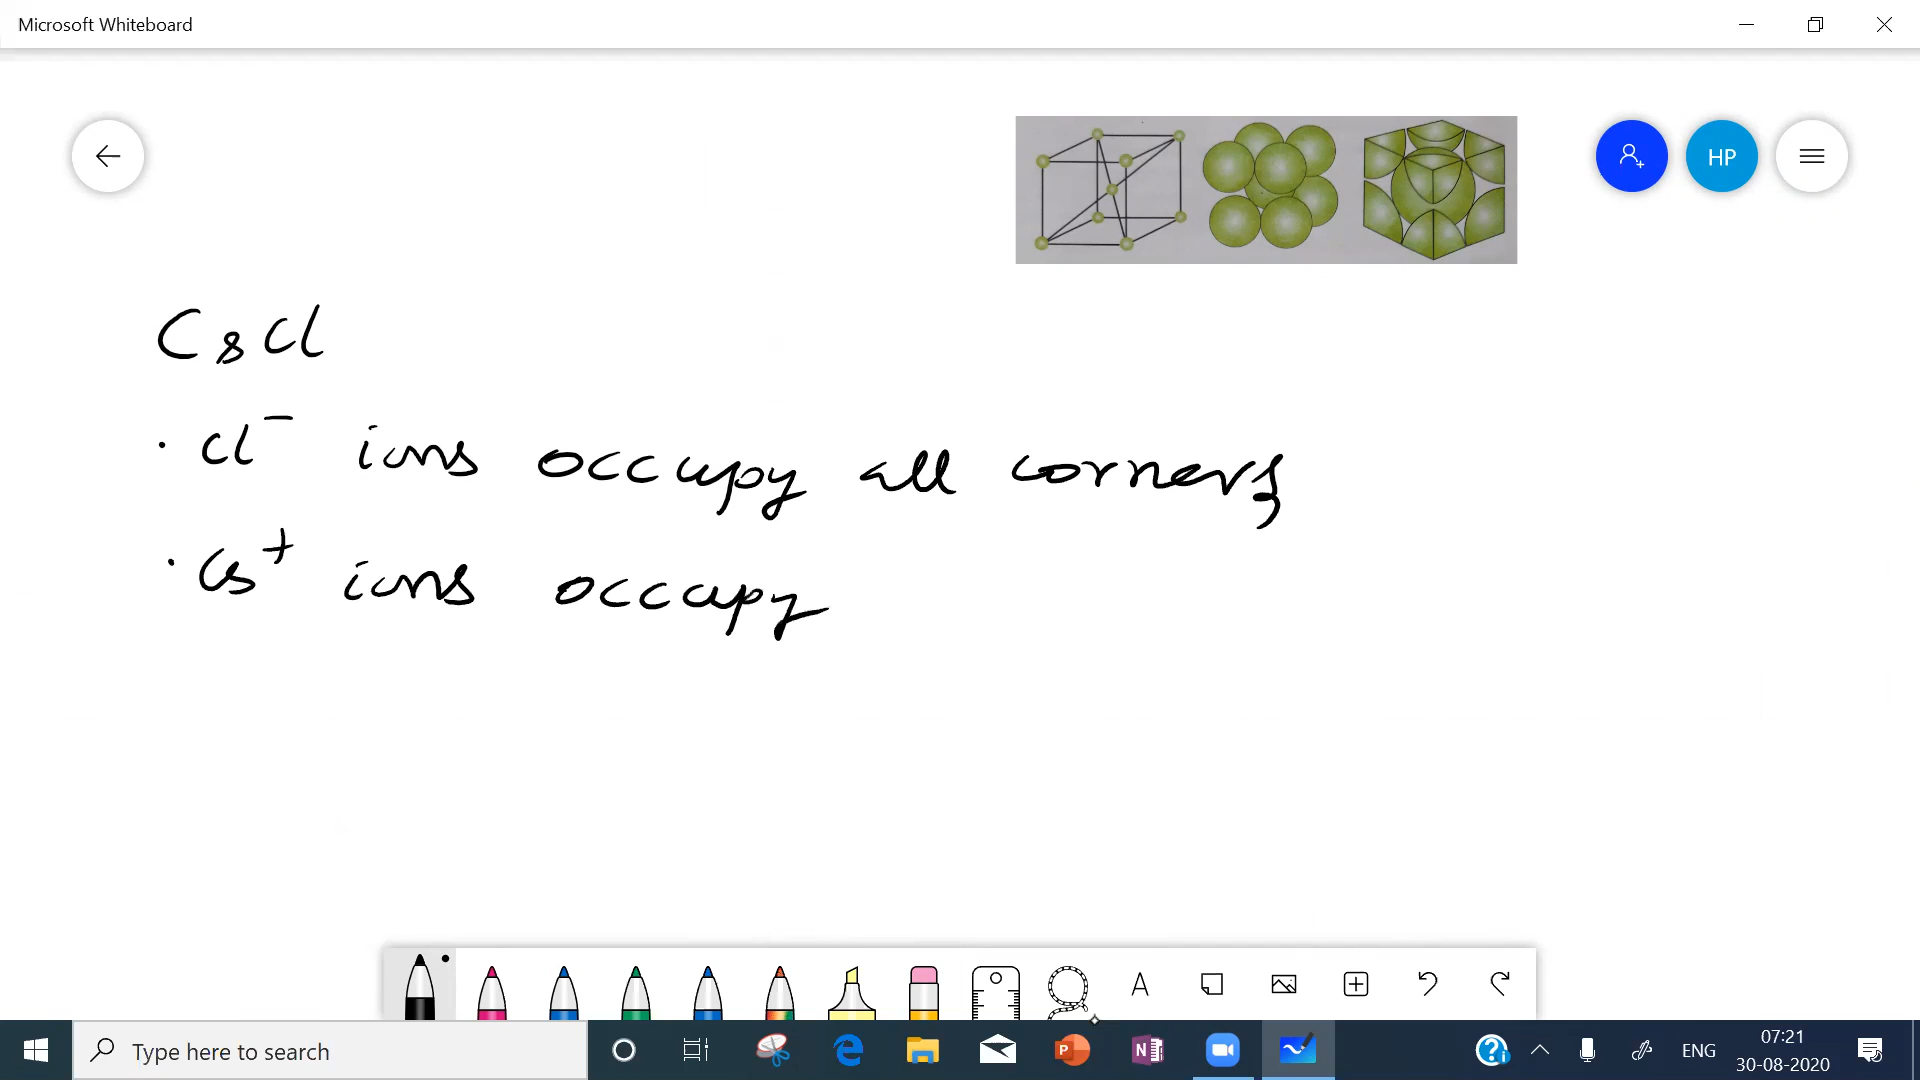 Microsoft Whiteboard
HP
CsCl
· Cl⁻ ions occupy all corners
· Cs⁺ ions occupy
A
Type here to search
ENG
07:21
30-08-2020